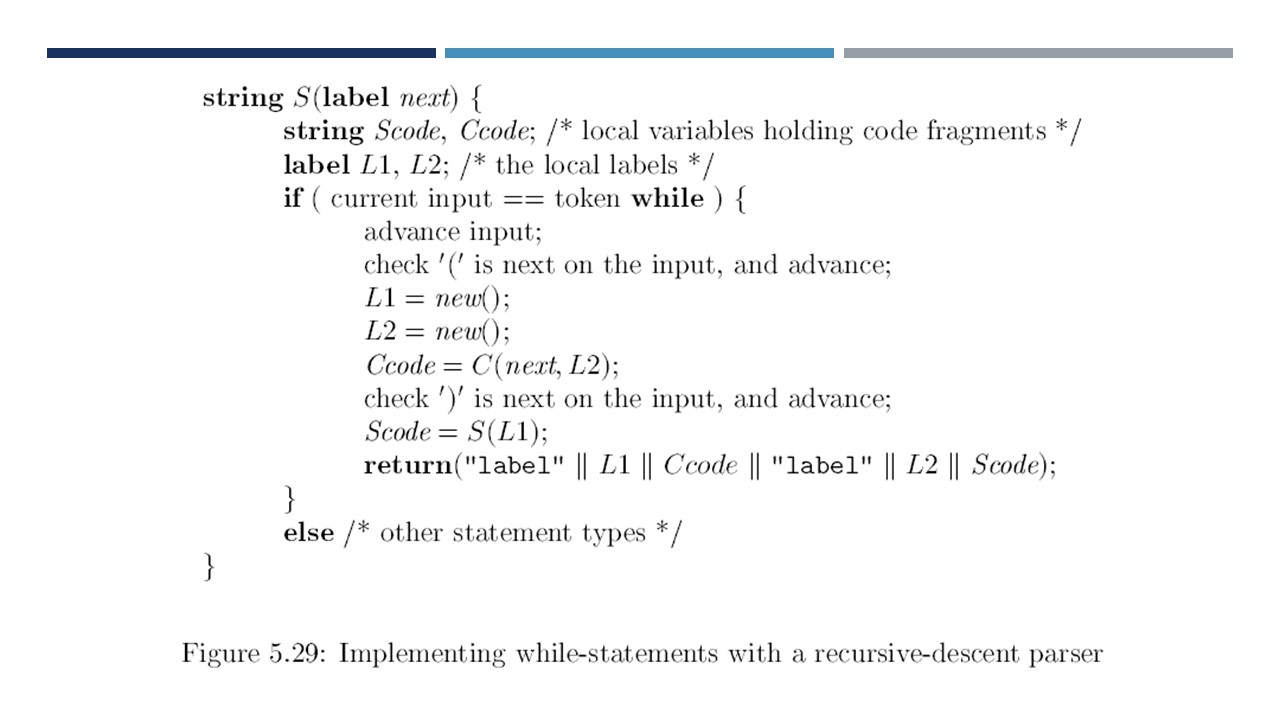 string S(label next) {
string Scode, Ccode; /* local variables holding code fragments */
label L1, L2; /* the local labels */
if ( current input == token while ) {
advance input;
check '(' is next on the input, and advance;
L1 = new();
L2 = new();
Ccode = C(next, L2);
check ')' is next on the input, and advance;
Scode = S(L1);
return("label" || L1 || Ccode || "label" || L2 || Scode);
}
else /* other statement types */
}
Figure 5.29: Implementing while-statements with a recursive-descent parser